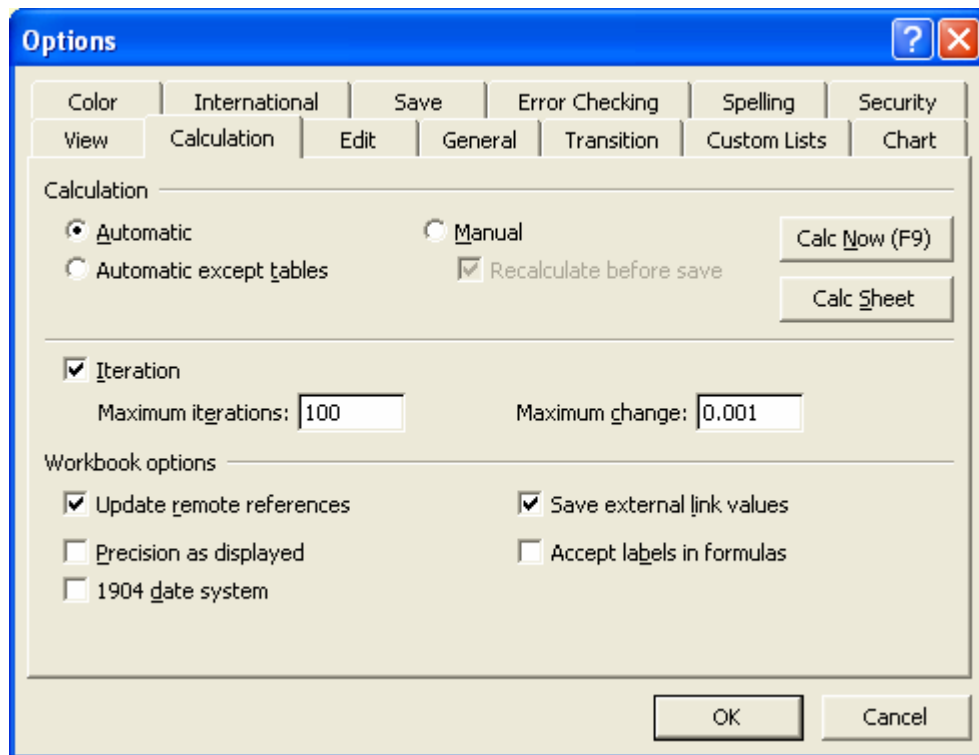 Options
Color International Save Error Checking Spelling Security
View Calculation Edit General Transition Custom Lists Chart
Calculation
Automatic Manual Calc Now (F9)
Automatic except tables Recalculate before save
Calc Sheet
Iteration
Maximum iterations: 100 Maximum change: 0.001
Workbook options
Update remote references Save external link values
Precision as displayed Accept labels in formulas
1904 date system
OK Cancel